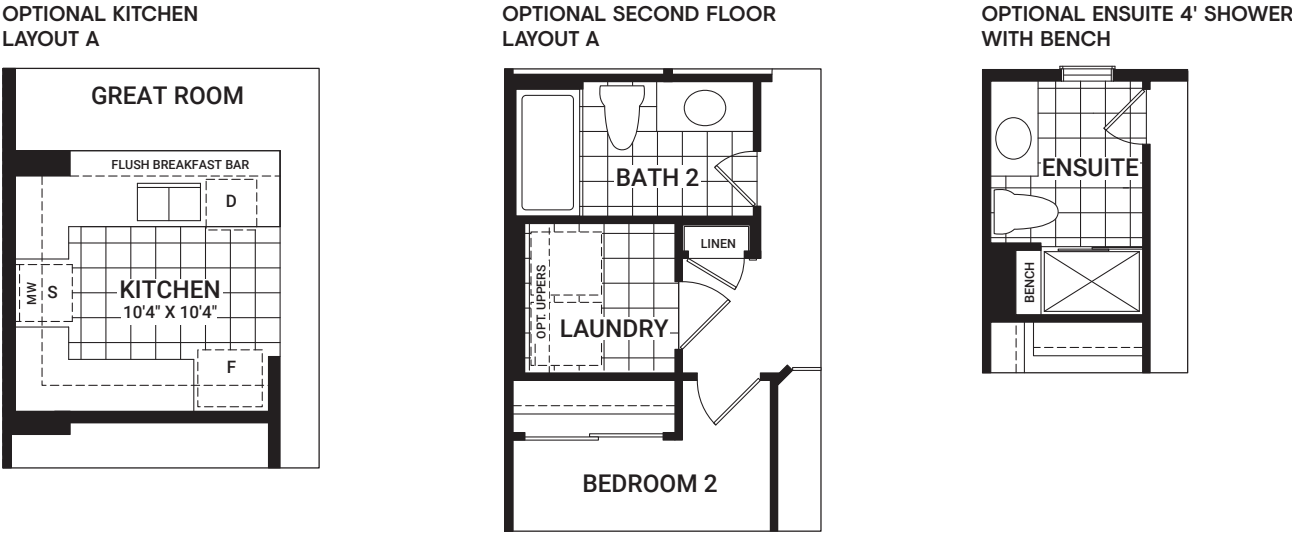 OPTIONAL KITCHEN
LAYOUT A
GREAT ROOM
FLUSH BREAKFAST BAR
D
MW
S
KITCHEN
10'4" X 10'4"
F
OPTIONAL SECOND FLOOR
LAYOUT A
BATH 2
LINEN
OPT. UPPERS
LAUNDRY
BEDROOM 2
OPTIONAL ENSUITE 4' SHOWER
WITH BENCH
ENSUITE
BENCH